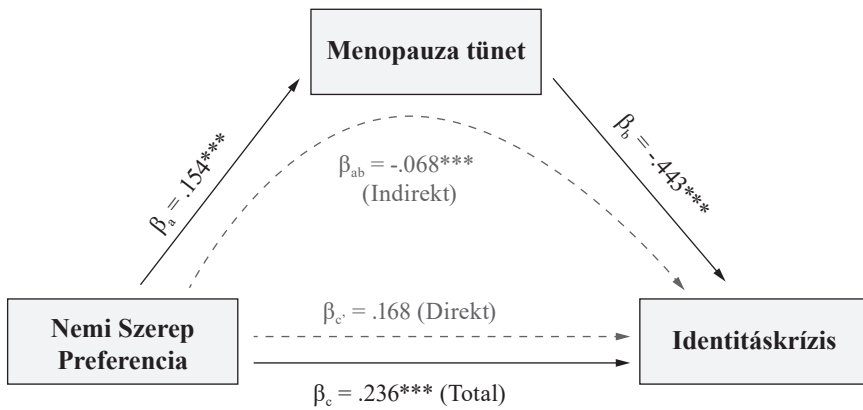 Menopauza tünet
βa = .154***
βb = -.443***
βab = -.068***
(Indirekt)
Nemi Szerep
Preferencia
βc' = .168 (Direkt)
Identitáskrízis
βc = .236*** (Total)